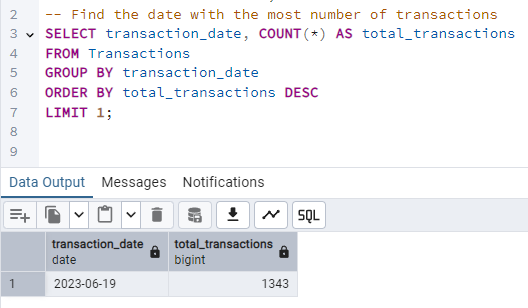 2 -- Find the date with the most number of transactions
3 SELECT transaction_date, COUNT(*) AS total_transactions
4 FROM Transactions
5 GROUP BY transaction_date
6 ORDER BY total_transactions DESC
7 LIMIT 1;
8
9
Data Output Messages Notifications
SQL
transaction_date total_transactions
date bigint
1 2023-06-19 1343